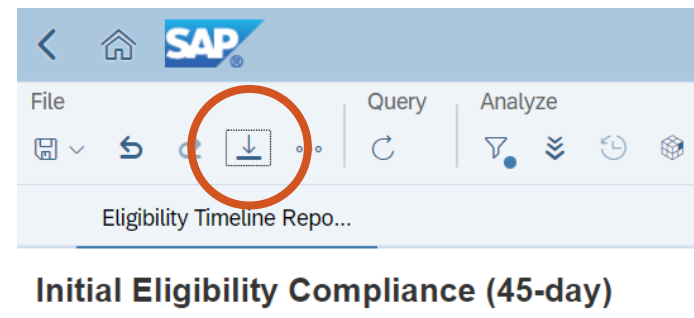 SAP®
File
Query
Analyze
Eligibility Timeline Repo...
Initial Eligibility Compliance (45-day)